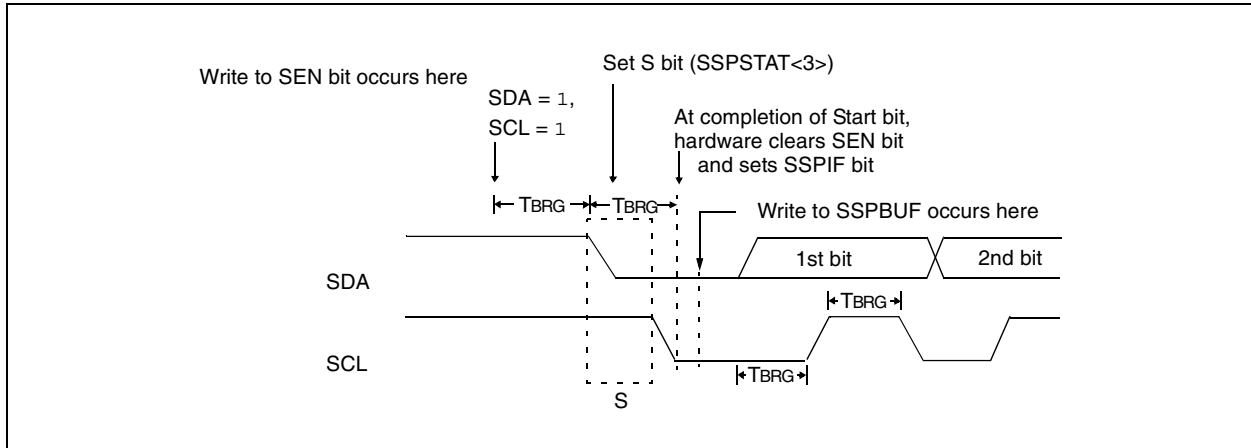 Write to SEN bit occurs here
Set S bit (SSPSTAT<3>)
SDA = 1,
SCL = 1
At completion of Start bit,
hardware clears SEN bit
and sets SSPIF bit
TBRG
TBRG
Write to SSPBUF occurs here
SDA
1st bit
2nd bit
TBRG
SCL
TBRG
S